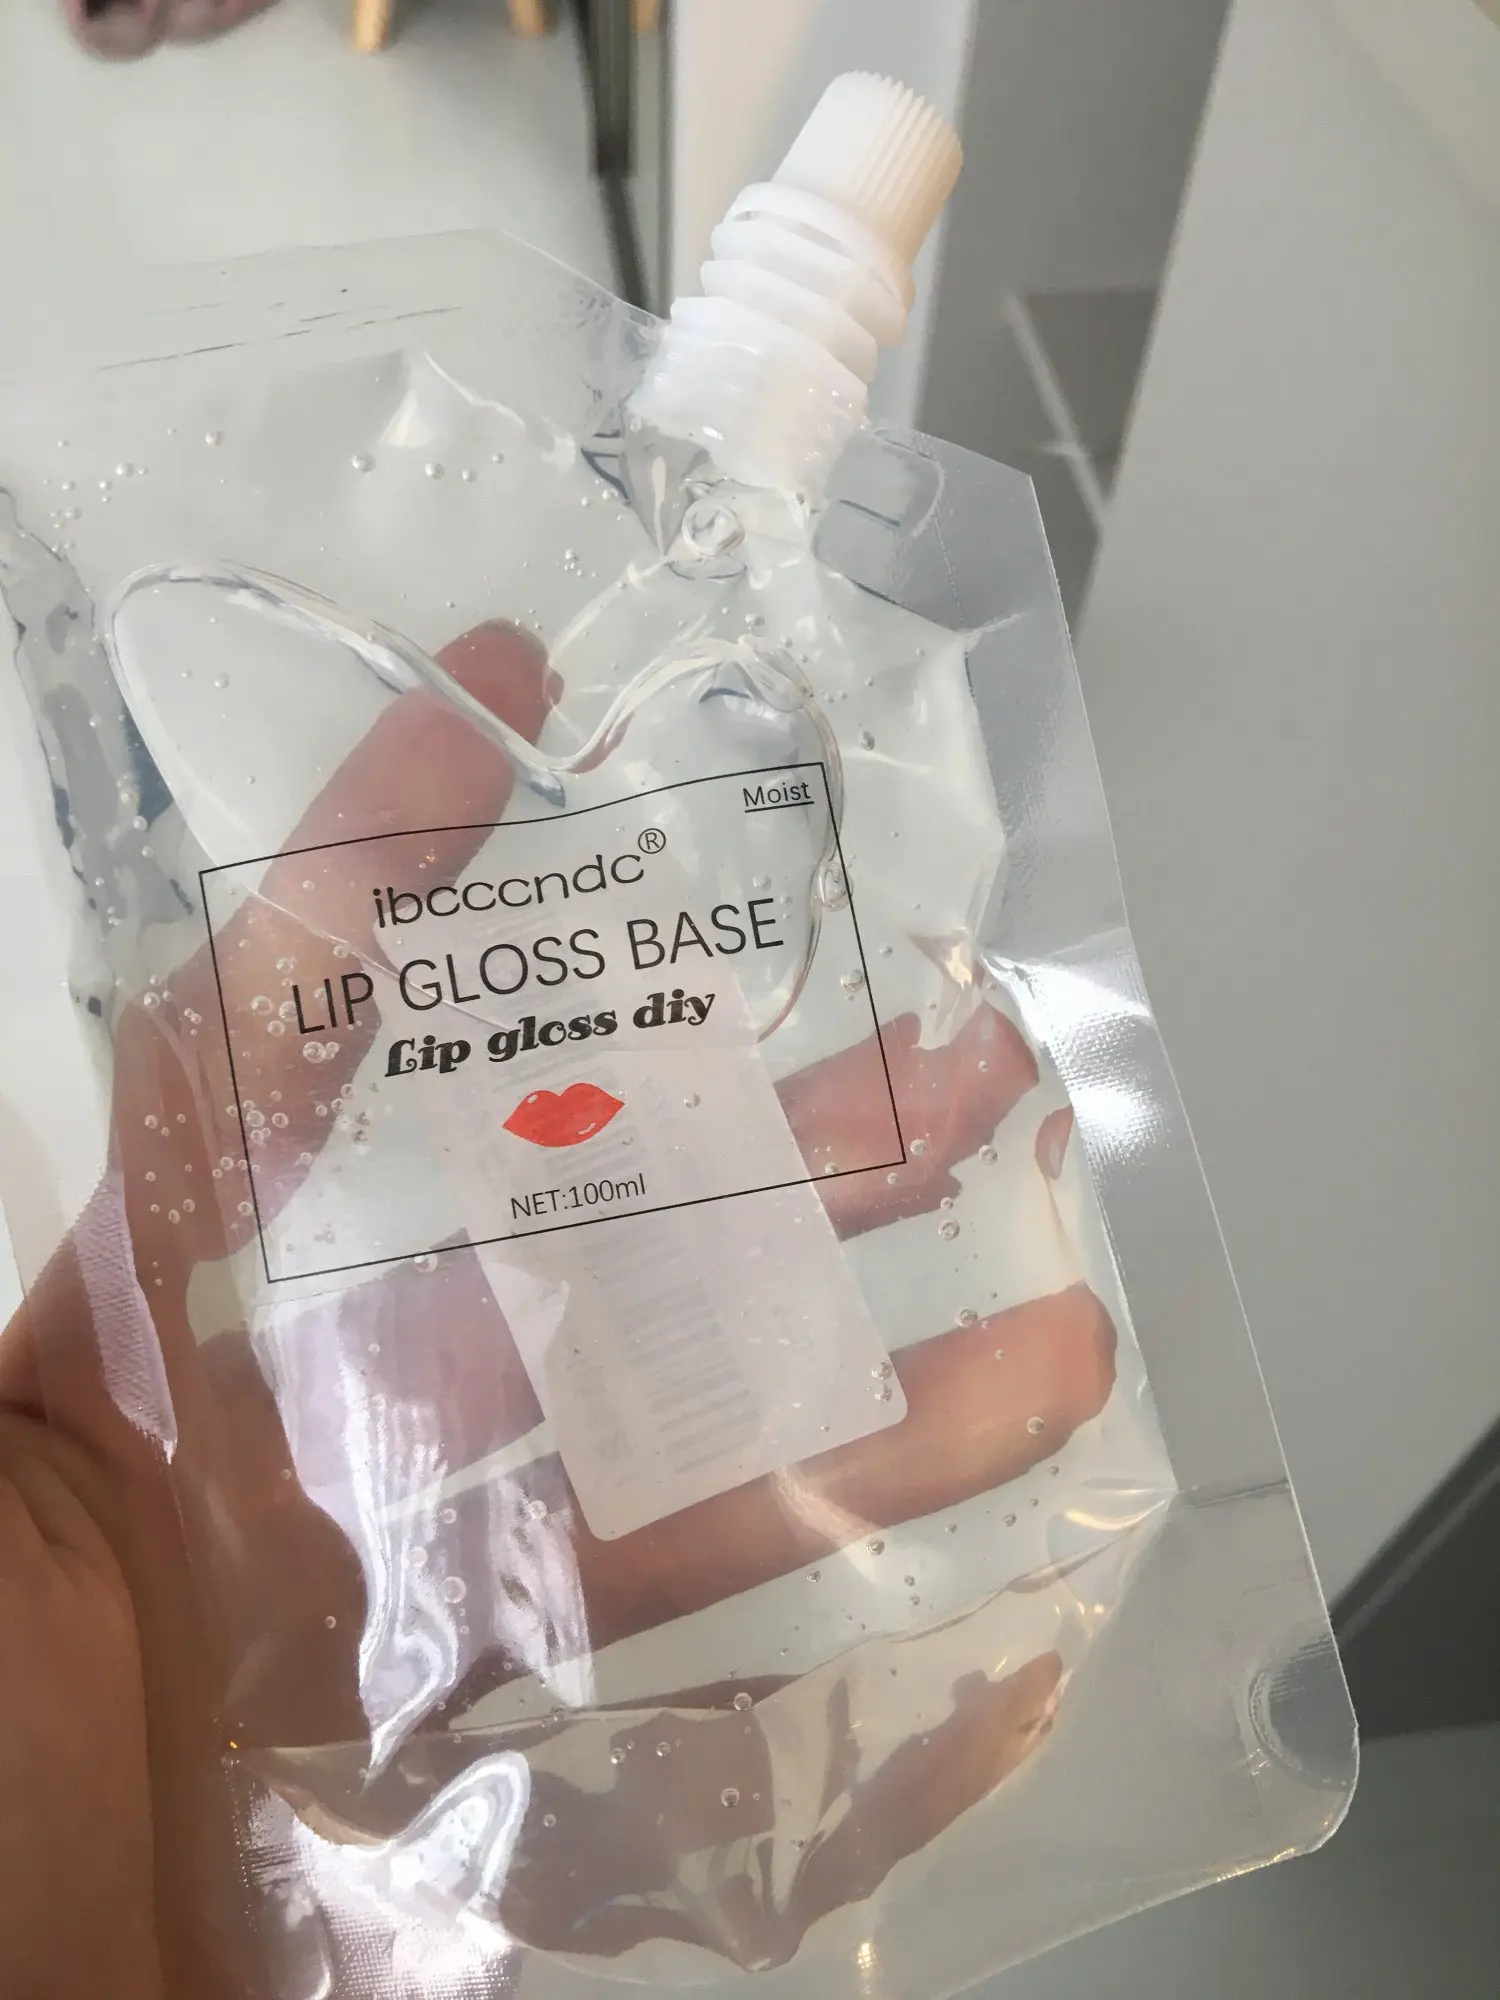 Moist
ibcccndc®
LIP GLOSS BASE
Lip gloss diy
NET:100ml